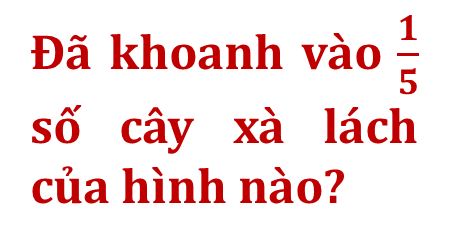 Đã khoanh vào 1/5
số cây xà lách
của hình nào?